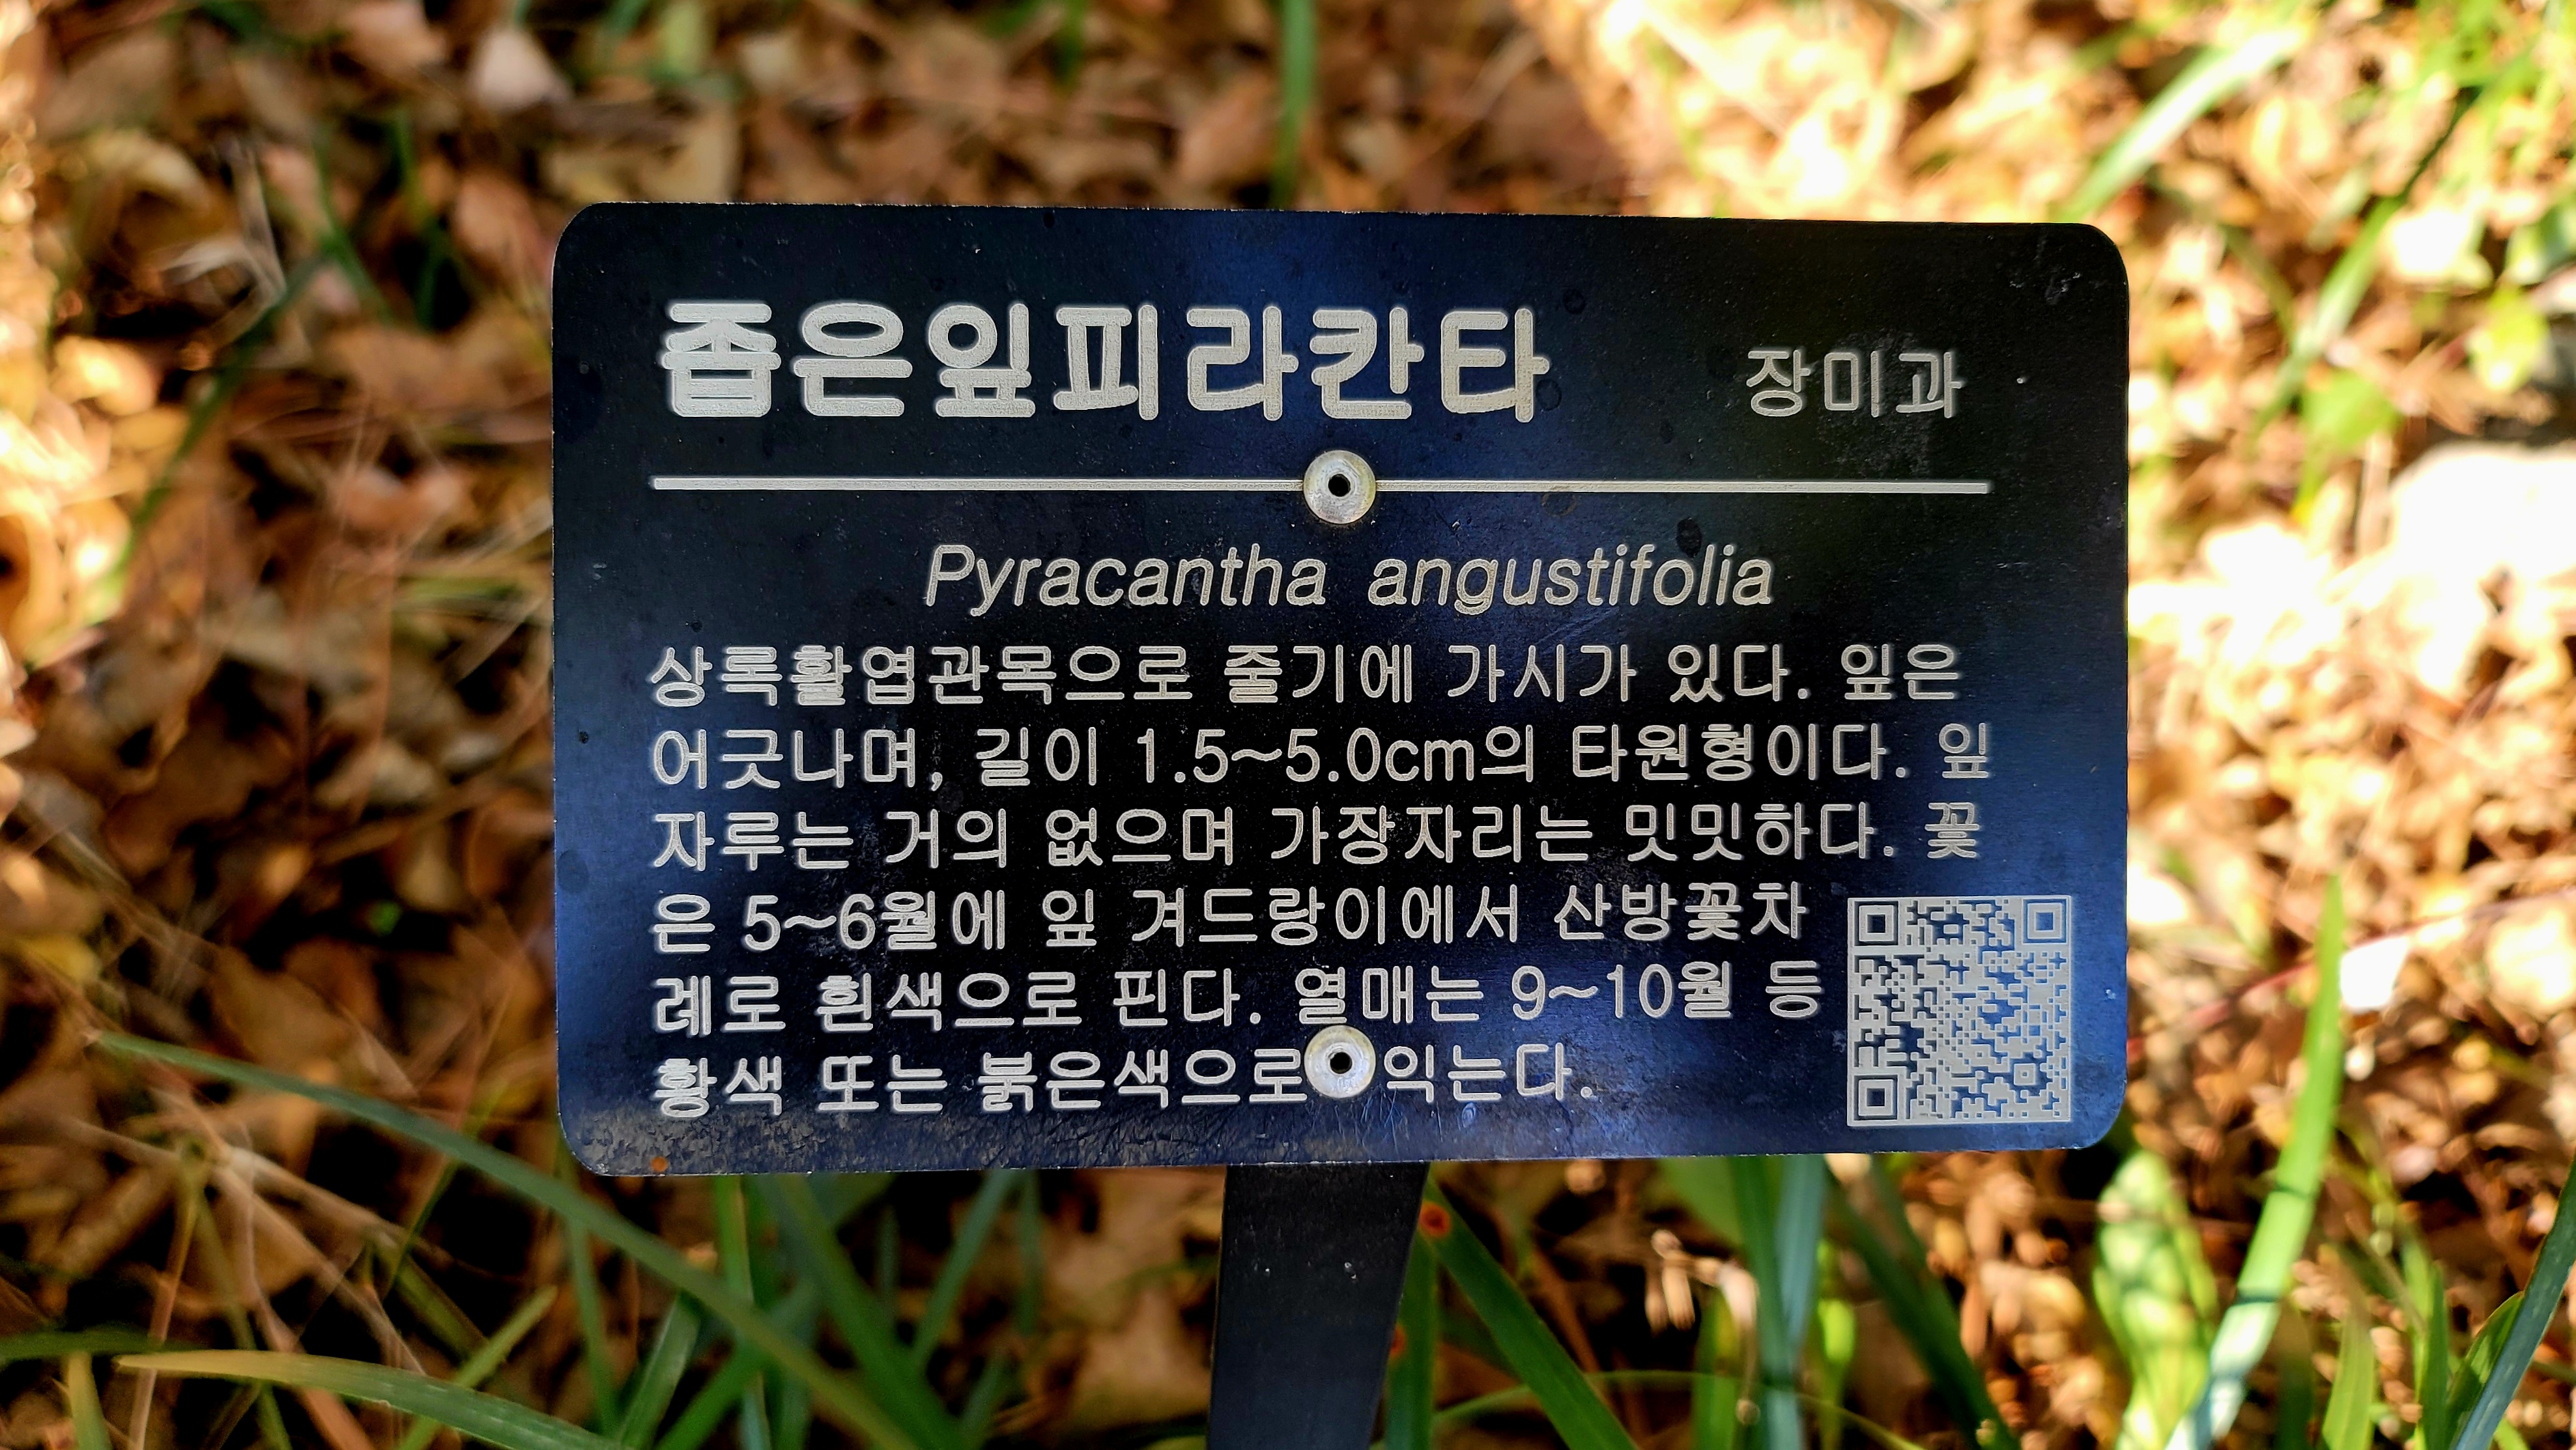 좁은잎피라칸타 장미과
Pyracantha angustifolia
상록활엽관목으로 줄기에 가시가 있다. 잎은
어긋나며, 길이 1.5~5.0cm의 타원형이다. 잎
자루는 거의 없으며 가장자리는 밋밋하다. 꽃
은 5~6월에 잎 겨드랑이에서 산방꽃차
례로 흰색으로 핀다. 열매는 9~10월 등
황색 또는 붉은색으로 익는다.